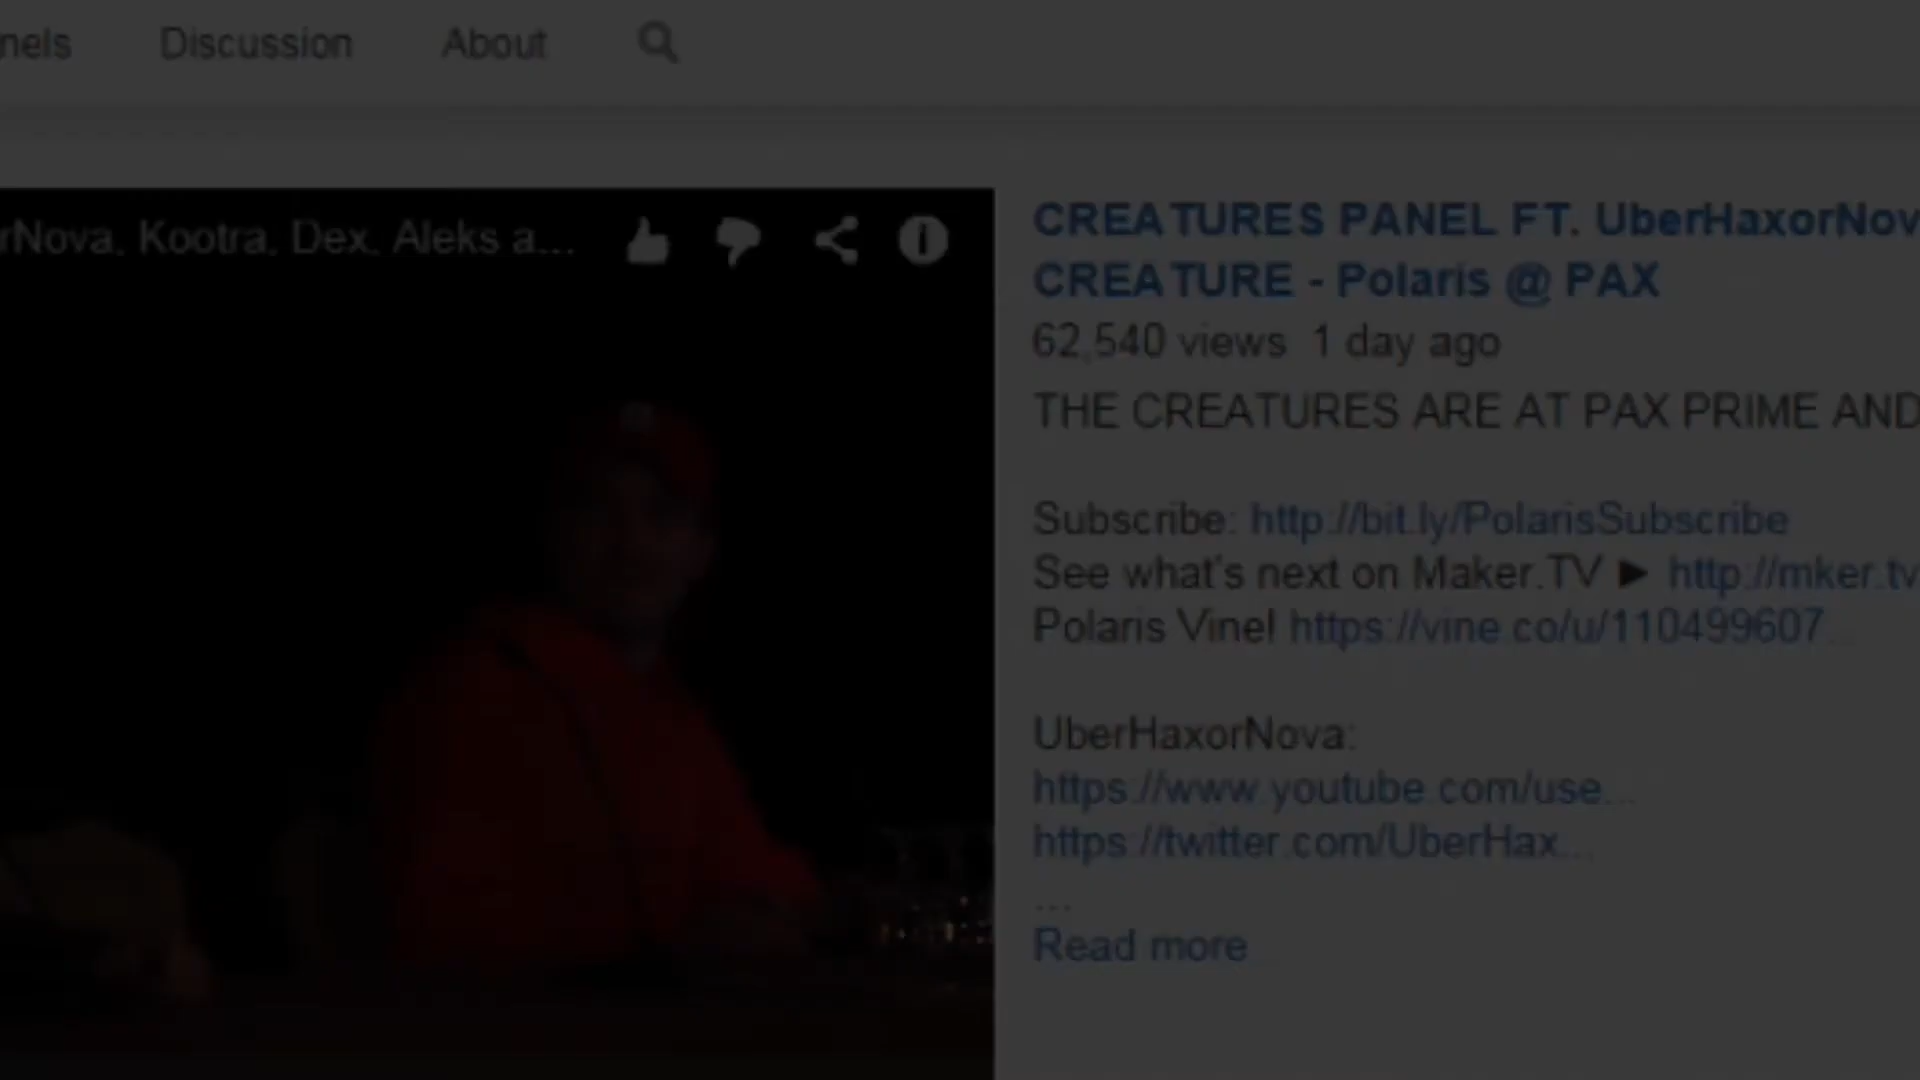 nels Discussion About
rNova, Kootra, Dex, Aleks a...
CREATURES PANEL FT. UberHaxorNov
CREATURE - Polaris @ PAX
62,540 views 1 day ago
THE CREATURES ARE AT PAX PRIME AND
Subscribe: http://bit.ly/PolarisSubscribe
See what's next on Maker.TV ► http://mker.tv
Polaris Vine| https://vine.co/u/110499607...
UberHaxorNova:
https://www.youtube.com/use...
https://twitter.com/UberHax...
...
Read more